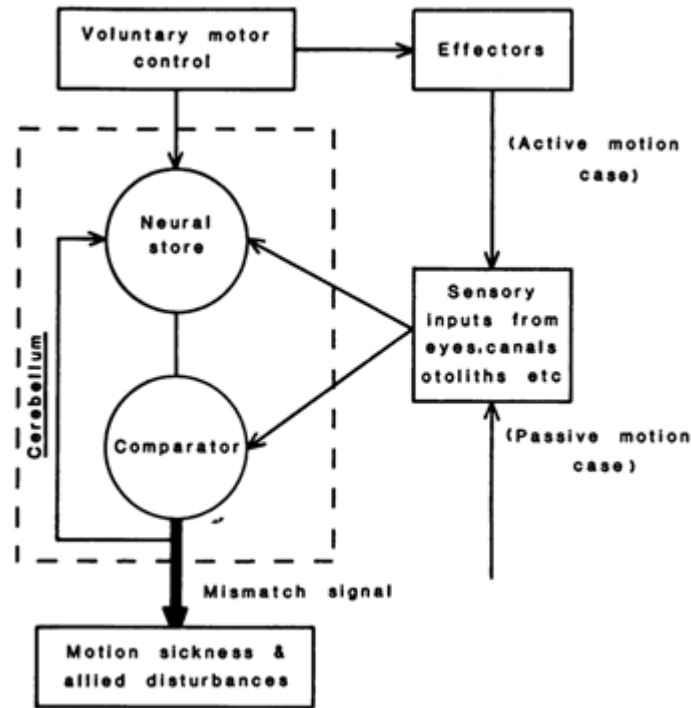 Voluntary motor
control
Effectors
(Active motion
case)
Neural
store
Sensory
inputs from
eyes,canals
otoliths etc
Cerebellum
Comparator
(Passive motion
case)
Mismatch signal
Motion sickness &
allied disturbances